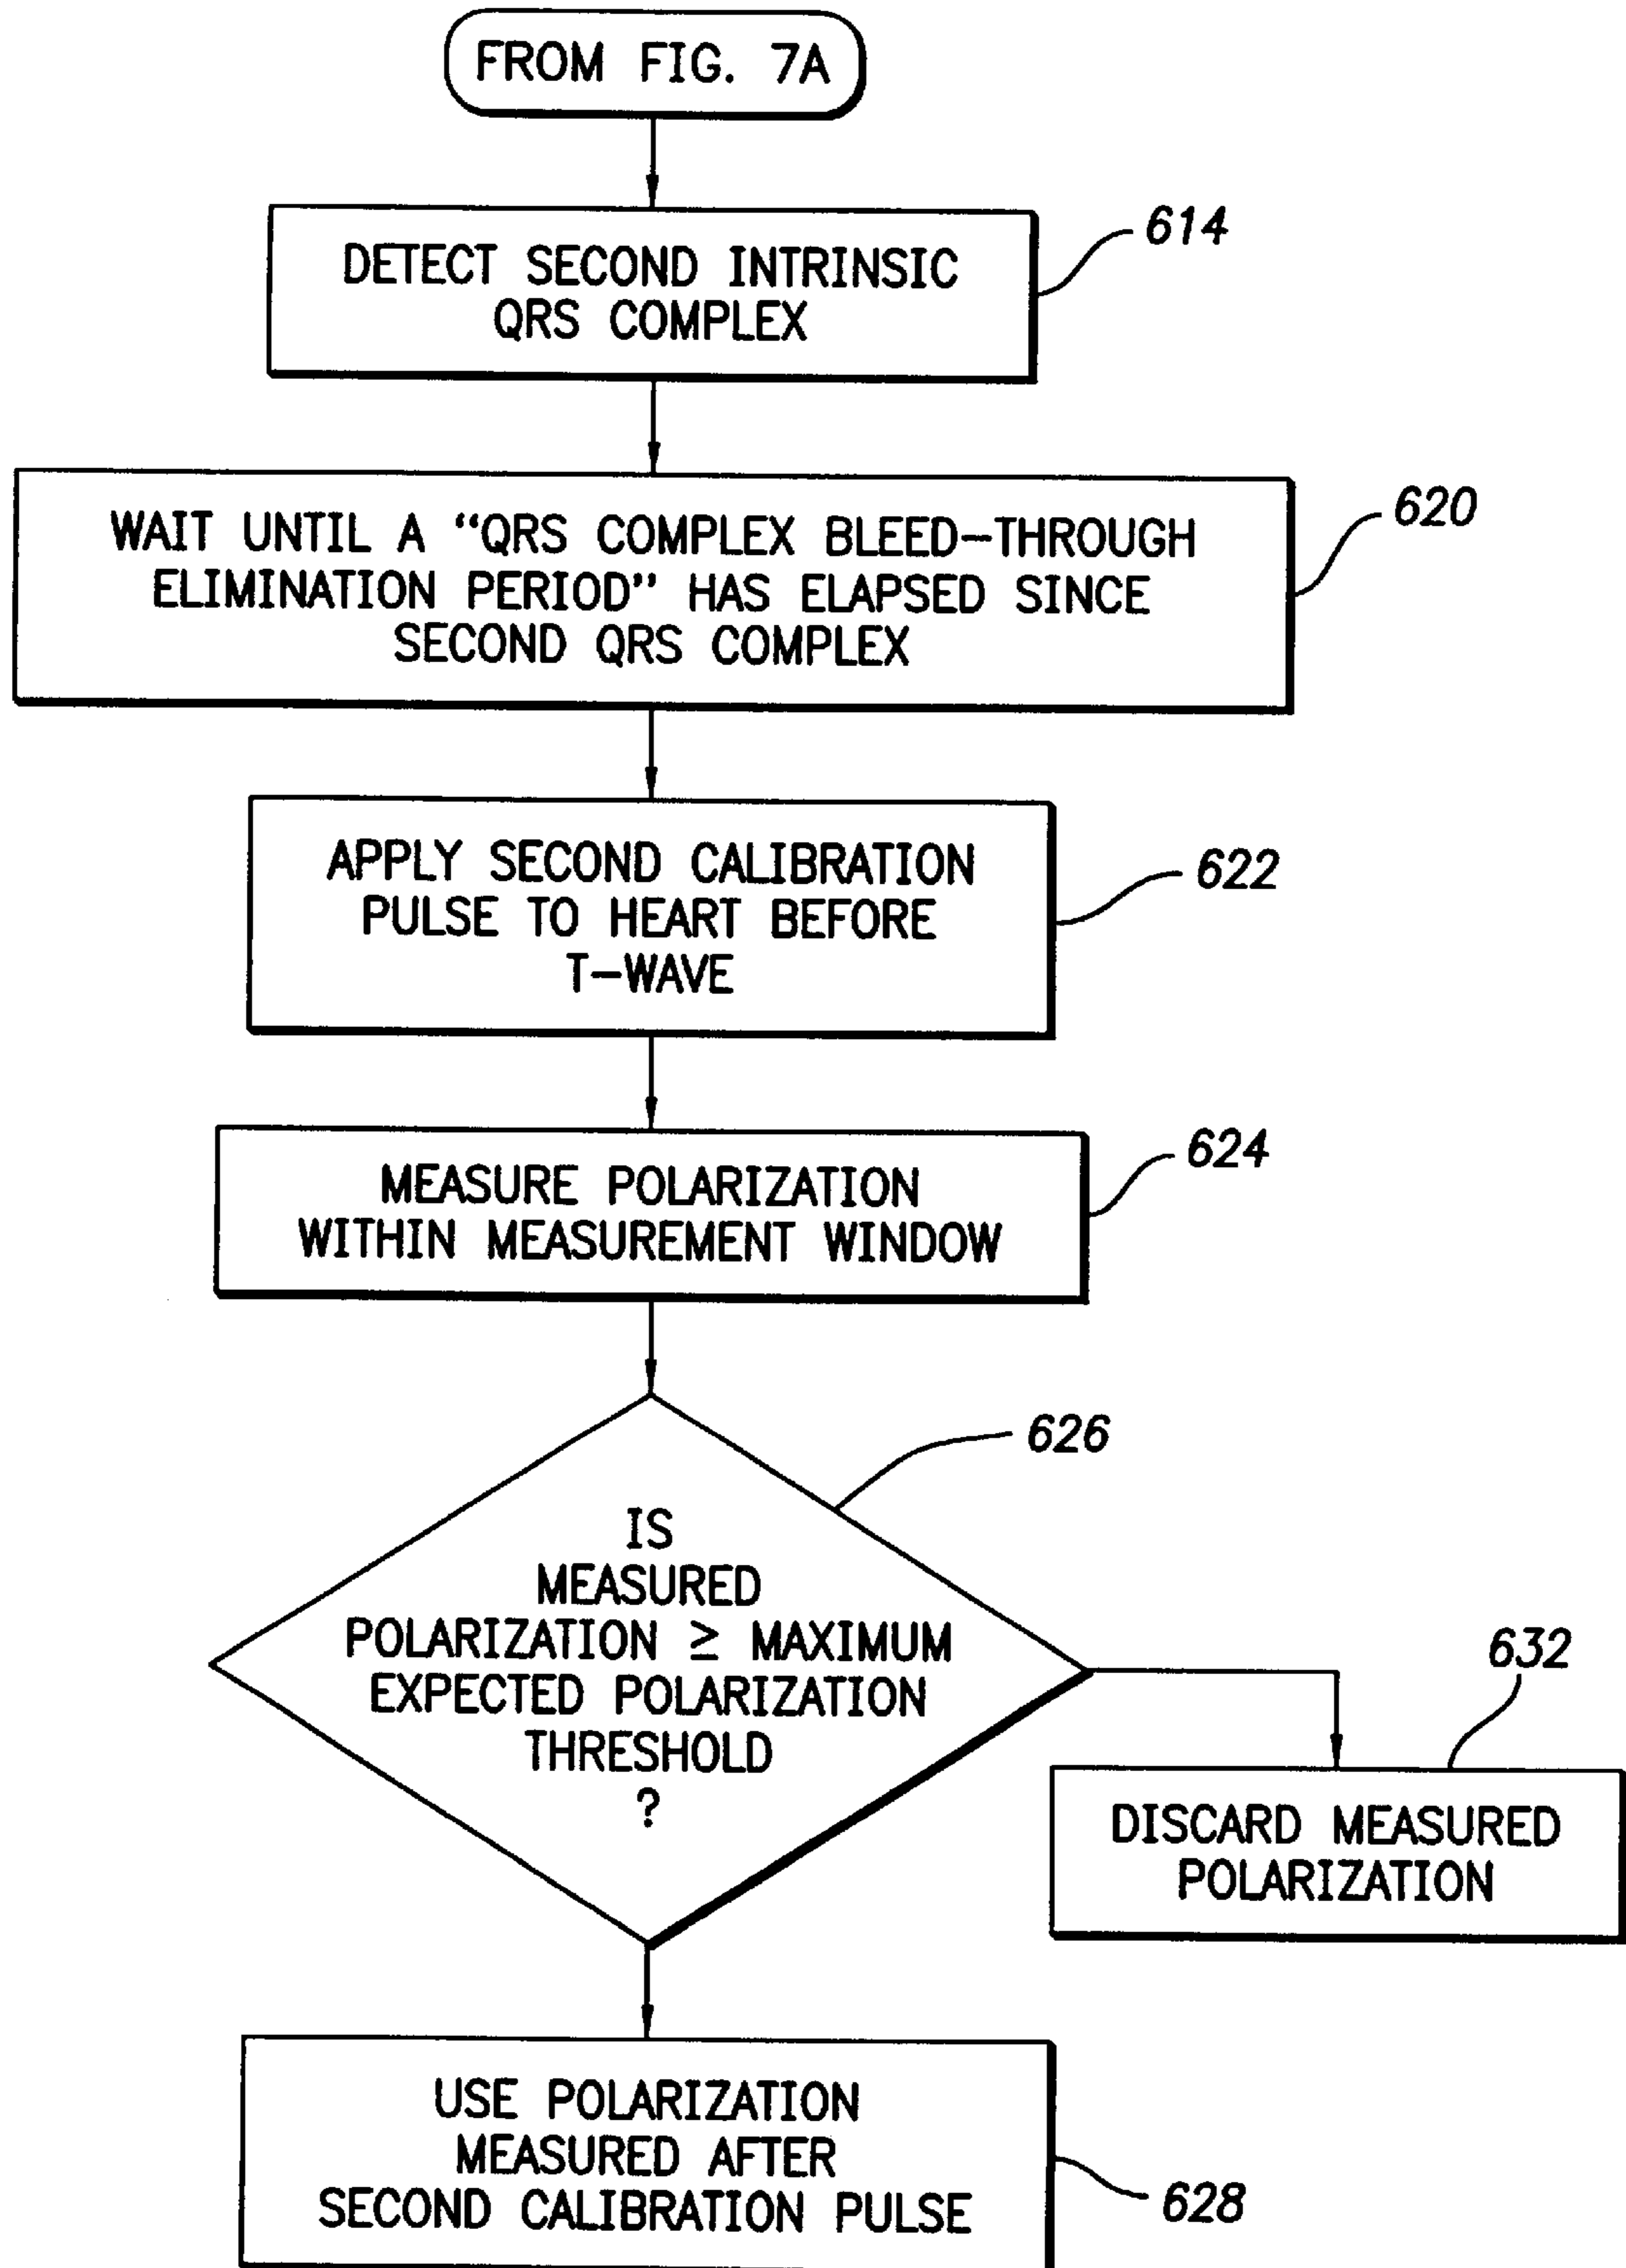 FROM FIG. 7A
614
DETECT SECOND INTRINSIC
QRS COMPLEX
620
WAIT UNTIL A “QRS COMPLEX BLEED–THROUGH
ELIMINATION PERIOD” HAS ELAPSED SINCE
SECOND QRS COMPLEX
622
APPLY SECOND CALIBRATION
PULSE TO HEART BEFORE
T–WAVE
624
MEASURE POLARIZATION
WITHIN MEASUREMENT WINDOW
626
IS
MEASURED
POLARIZATION ≥ MAXIMUM
EXPECTED POLARIZATION
THRESHOLD
?
632
DISCARD MEASURED
POLARIZATION
USE POLARIZATION
MEASURED AFTER
SECOND CALIBRATION PULSE
628